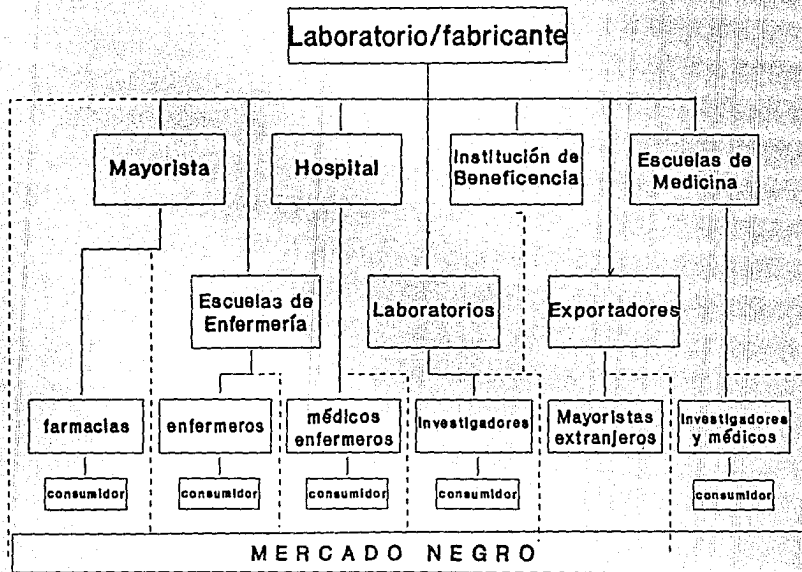 Laboratorio/fabricante
Mayorista
Hospital
Institución de
Beneficencia
Escuelas de
Medicina
Escuelas de
Enfermería
Laboratorios
Exportadores
farmacias
enfermeros
médicos
enfermeros
Investigadores
Mayoristas
extranjeros
Investigadores
y médicos
consumidor
consumidor
consumidor
consumidor
consumidor
MERCADO NEGRO